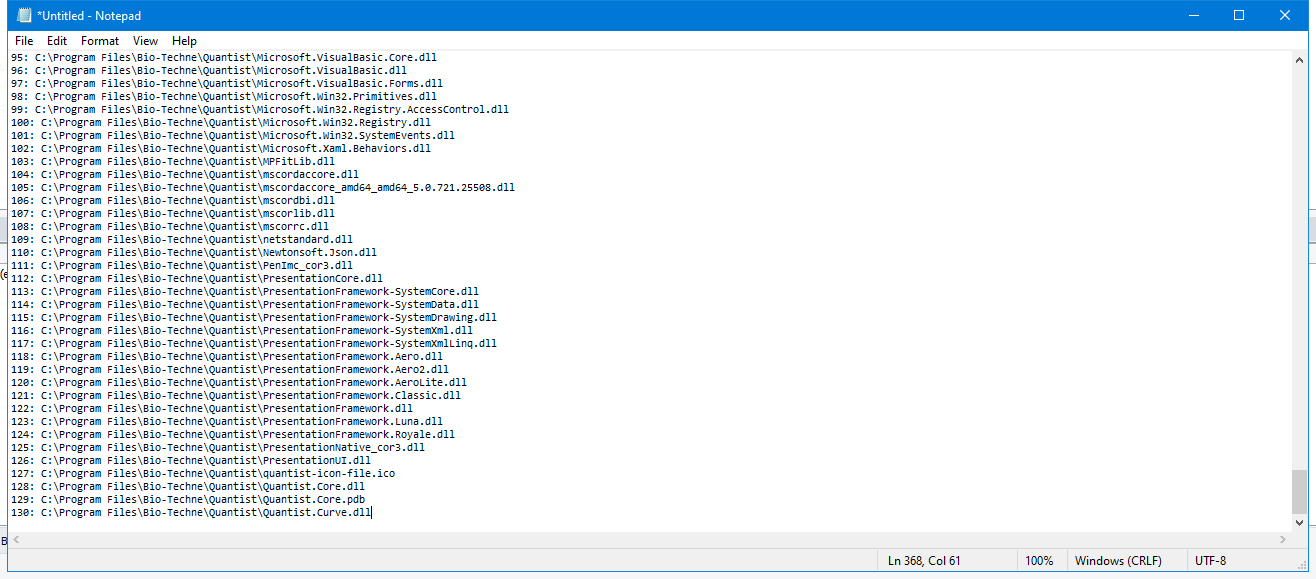 *Untitled - Notepad
File Edit Format View Help
95: C:\Program Files\Bio-Techne\Quantist\Microsoft.VisualBasic.Core.dll
96: C:\Program Files\Bio-Techne\Quantist\Microsoft.VisualBasic.dll
97: C:\Program Files\Bio-Techne\Quantist\Microsoft.VisualBasic.Forms.dll
98: C:\Program Files\Bio-Techne\Quantist\Microsoft.Win32.Primitives.dll
99: C:\Program Files\Bio-Techne\Quantist\Microsoft.Win32.Registry.AccessControl.dll
100: C:\Program Files\Bio-Techne\Quantist\Microsoft.Win32.Registry.dll
101: C:\Program Files\Bio-Techne\Quantist\Microsoft.Win32.SystemEvents.dll
102: C:\Program Files\Bio-Techne\Quantist\Microsoft.Xaml.Behaviors.dll
103: C:\Program Files\Bio-Techne\Quantist\MPFitLib.dll
104: C:\Program Files\Bio-Techne\Quantist\mscordaccore.dll
105: C:\Program Files\Bio-Techne\Quantist\mscordaccore_amd64_amd64_5.0.721.25508.dll
106: C:\Program Files\Bio-Techne\Quantist\mscordbi.dll
107: C:\Program Files\Bio-Techne\Quantist\mscorlib.dll
108: C:\Program Files\Bio-Techne\Quantist\mscorrc.dll
109: C:\Program Files\Bio-Techne\Quantist\netstandard.dll
110: C:\Program Files\Bio-Techne\Quantist\Newtonsoft.Json.dll
111: C:\Program Files\Bio-Techne\Quantist\PenImc_cor3.dll
112: C:\Program Files\Bio-Techne\Quantist\PresentationCore.dll
113: C:\Program Files\Bio-Techne\Quantist\PresentationFramework-SystemCore.dll
114: C:\Program Files\Bio-Techne\Quantist\PresentationFramework-SystemData.dll
115: C:\Program Files\Bio-Techne\Quantist\PresentationFramework-SystemDrawing.dll
116: C:\Program Files\Bio-Techne\Quantist\PresentationFramework-SystemXml.dll
117: C:\Program Files\Bio-Techne\Quantist\PresentationFramework-SystemXmlLinq.dll
118: C:\Program Files\Bio-Techne\Quantist\PresentationFramework.Aero.dll
119: C:\Program Files\Bio-Techne\Quantist\PresentationFramework.Aero2.dll
120: C:\Program Files\Bio-Techne\Quantist\PresentationFramework.AeroLite.dll
121: C:\Program Files\Bio-Techne\Quantist\PresentationFramework.Classic.dll
122: C:\Program Files\Bio-Techne\Quantist\PresentationFramework.dll
123: C:\Program Files\Bio-Techne\Quantist\PresentationFramework.Luna.dll
124: C:\Program Files\Bio-Techne\Quantist\PresentationFramework.Royale.dll
125: C:\Program Files\Bio-Techne\Quantist\PresentationNative_cor3.dll
126: C:\Program Files\Bio-Techne\Quantist\PresentationUI.dll
127: C:\Program Files\Bio-Techne\Quantist\quantist-icon-file.ico
128: C:\Program Files\Bio-Techne\Quantist\Quantist.Core.dll
129: C:\Program Files\Bio-Techne\Quantist\Quantist.Core.pdb
130: C:\Program Files\Bio-Techne\Quantist\Quantist.Curve.dll
Ln 368, Col 61 100% Windows (CRLF) UTF-8